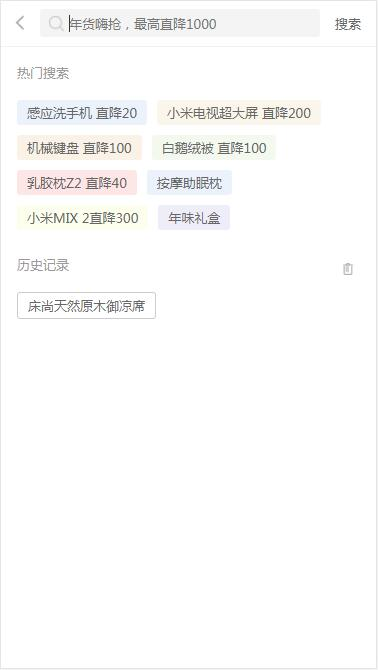 年货嗨抢，最高直降1000 搜索
热门搜索
感应洗手机 直降20 小米电视超大屏 直降200
机械键盘 直降100 白鹅绒被 直降100
乳胶枕Z2 直降40 按摩助眠枕
小米MIX 2直降300 年味礼盒
历史记录
床尚天然原木御凉席